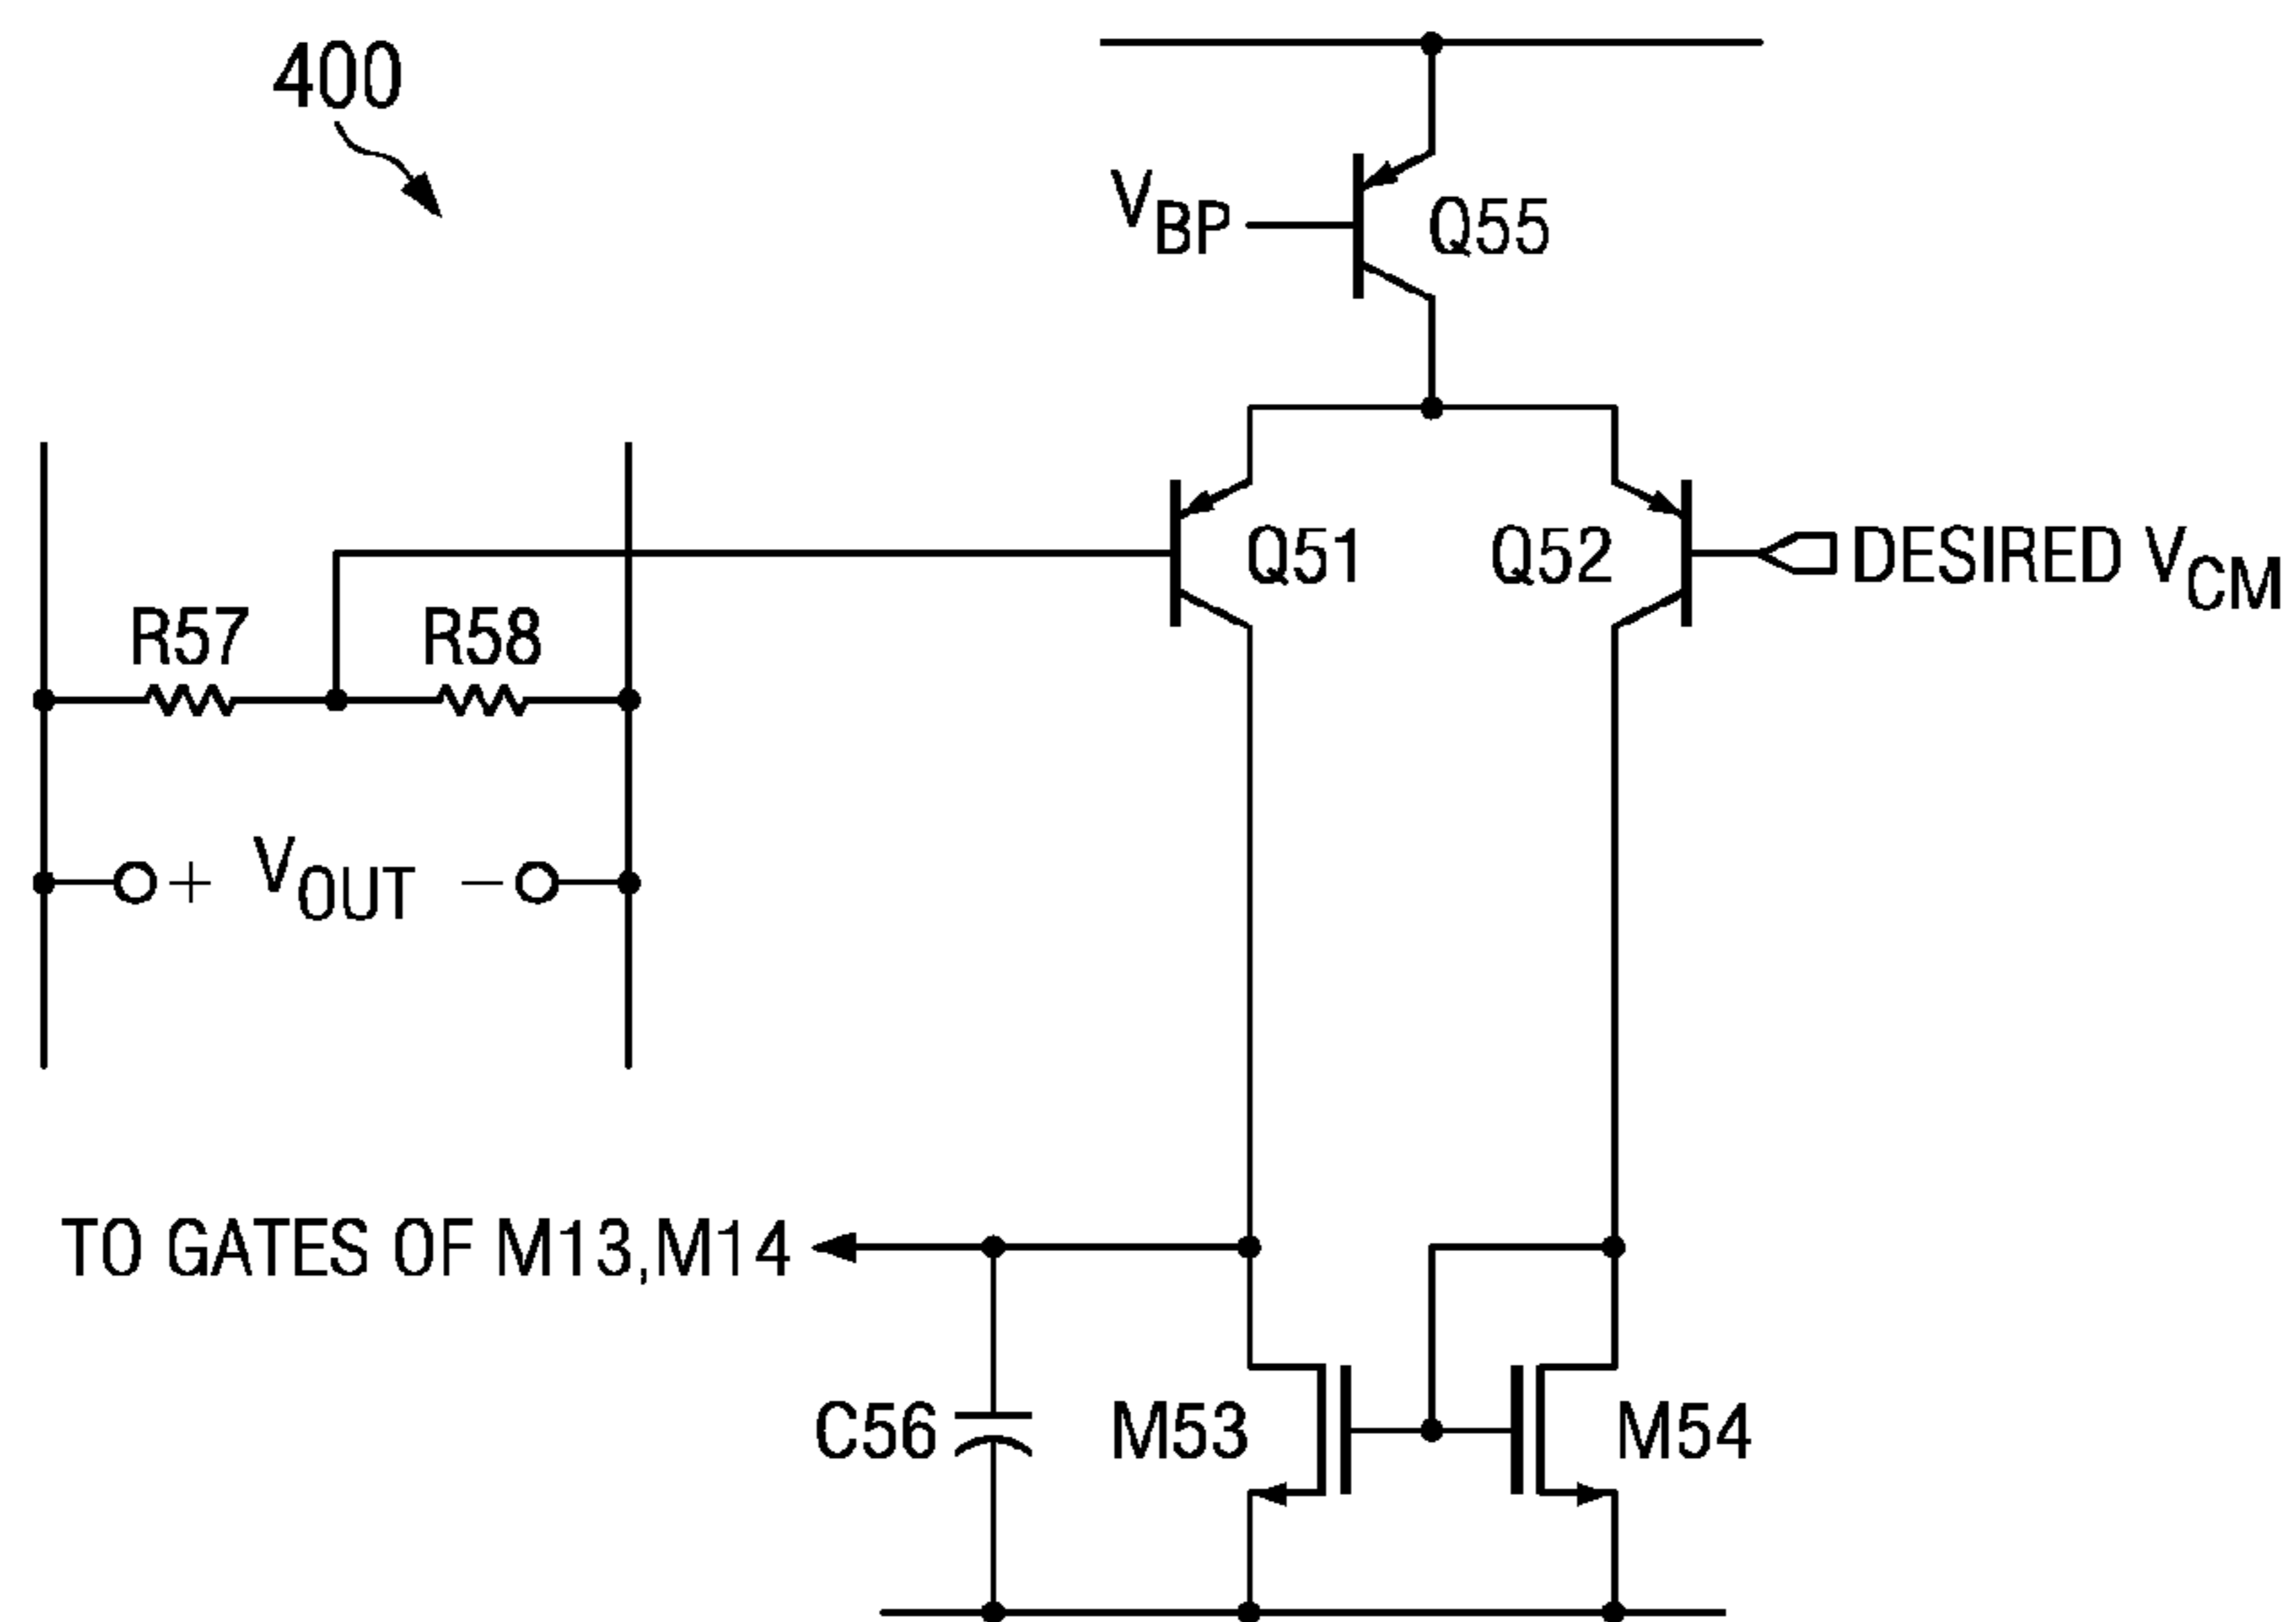 400
VBP
Q55
Q51
Q52
DESIRED VCM
R57
R58
+ VOUT −
TO GATES OF M13,M14
C56
M53
M54